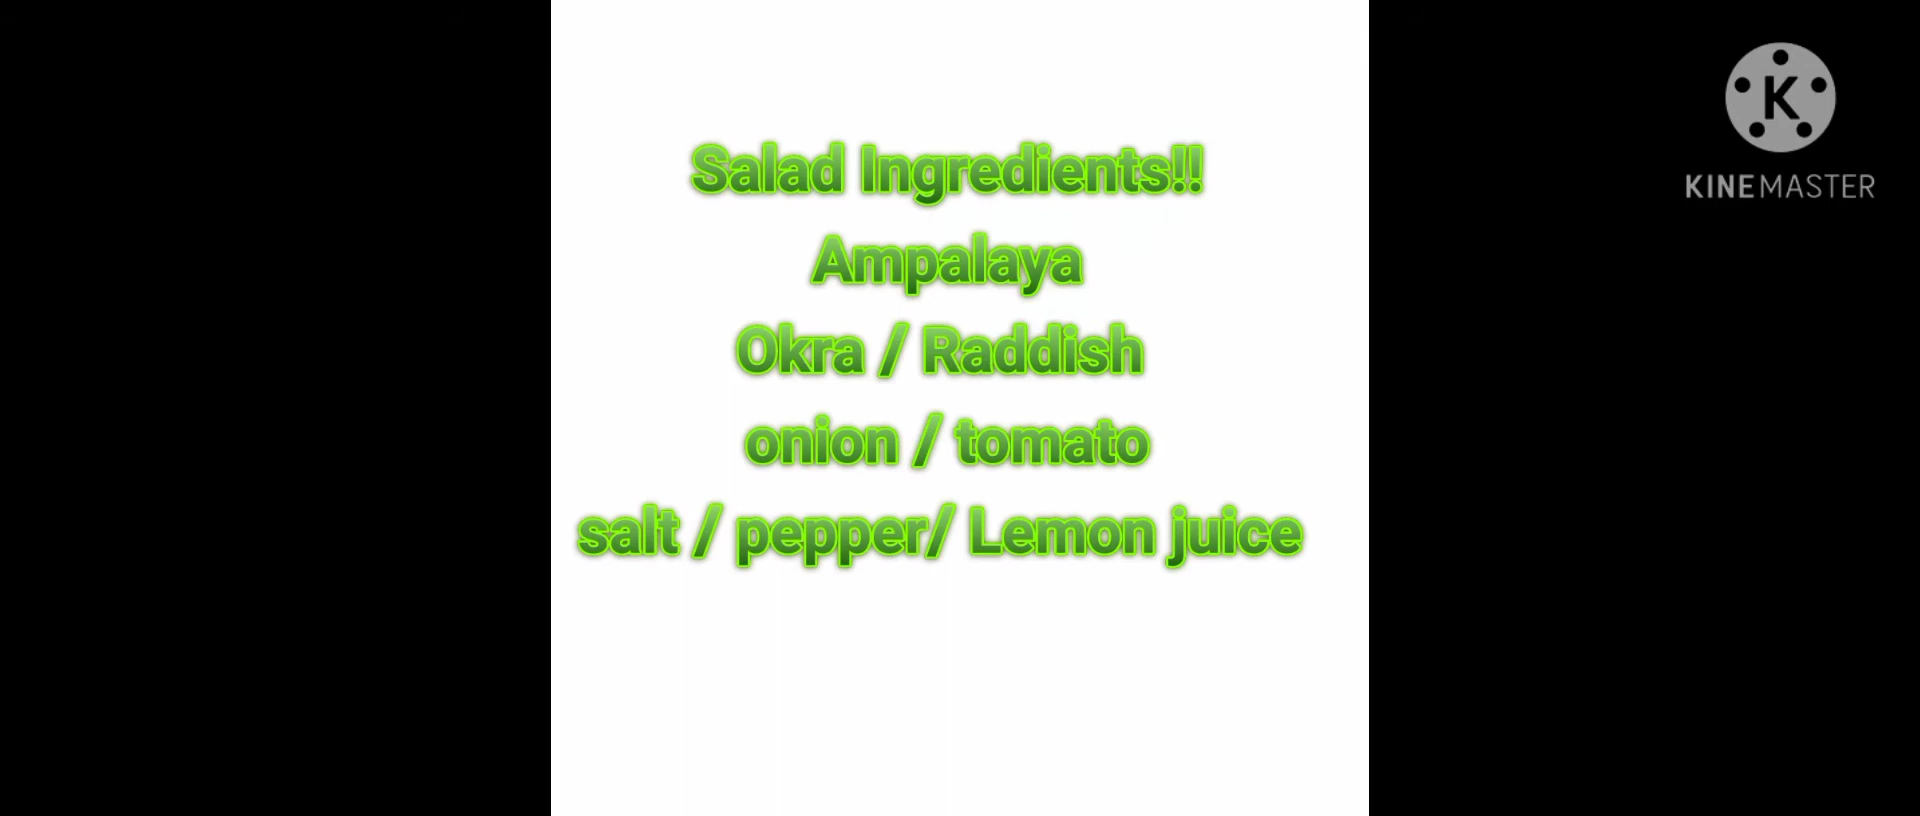 Salad Ingredients!!
Ampalaya
Okra / Raddish
onion / tomato
salt / pepper/ Lemon juice
K
KINEMASTER